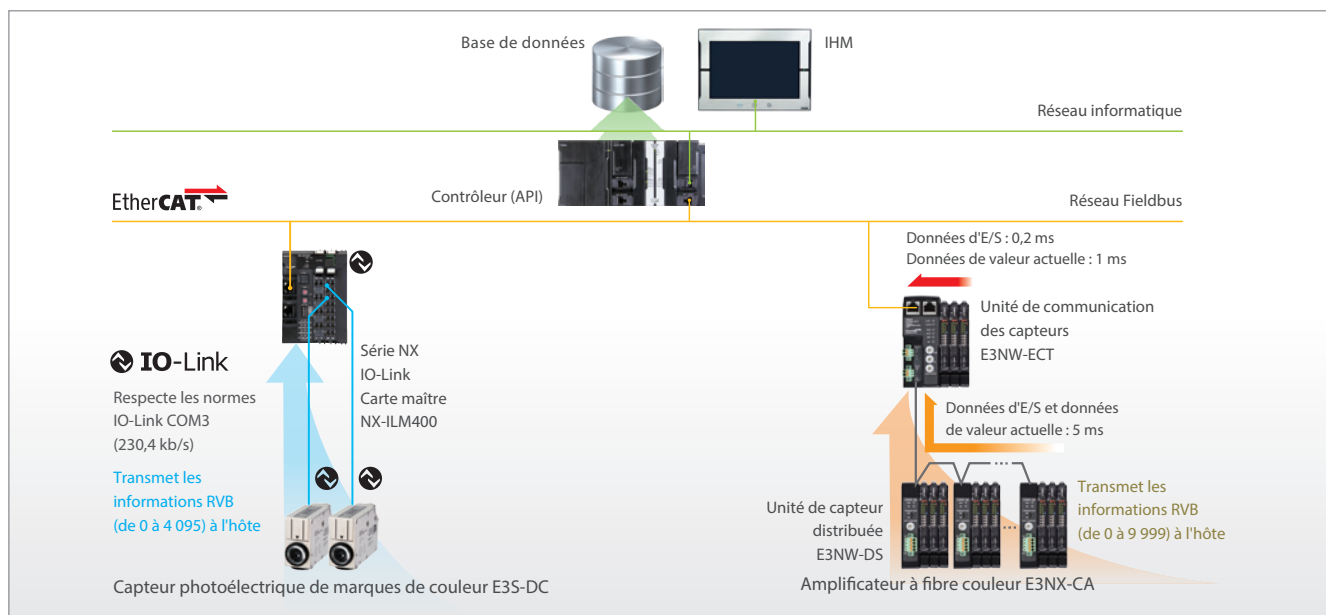 Base de données
IHM
Réseau informatique
Contrôleur (API)
EtherCAT®
Réseau Fieldbus
Données d'E/S : 0,2 ms
Données de valeur actuelle : 1 ms
Unité de communication
des capteurs
E3NW-ECT
IO-Link
Respecte les normes
IO-Link COM3
(230,4 kb/s)
Série NX
IO-Link
Carte maître
NX-ILM400
Données d'E/S et données
de valeur actuelle : 5 ms
Transmet les
informations RVB
(de 0 à 4 095) à l'hôte
Unité de capteur
distribuée
E3NW-DS
Transmet les
informations RVB
(de 0 à 9 999) à l'hôte
Capteur photoélectrique de marques de couleur E3S-DC
Amplificateur à fibre couleur E3NX-CA